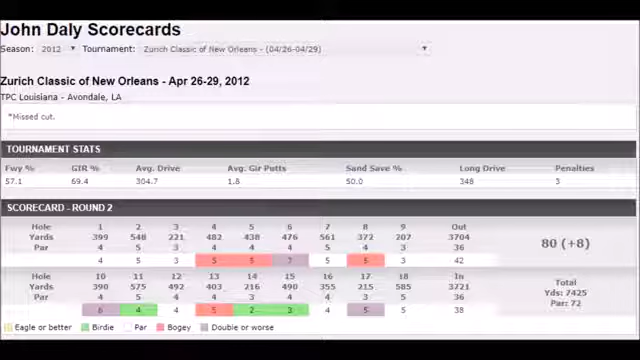 John Daly Scorecards
Season: 2012 Tournament: Zurich Classic of New Orleans - (04/26-04/29)
Zurich Classic of New Orleans - Apr 26-29, 2012
TPC Louisiana - Avondale, LA
*Missed cut.
TOURNAMENT STATS
Fwy % GIR % Avg. Drive Avg. Gir Putts Sand Save % Long Drive Penalties
57.1 69.4 304.7 1.8 50.0 348 3
SCORECARD - ROUND 2
Hole 1 2 3 4 5 6 7 8 9 Out
Yards 399 548 221 482 438 476 561 372 207 3704
Par 4 5 3 4 4 4 5 4 3 36
4 5 3 5 5 7 5 5 3 42
80 (+8)
Hole 10 11 12 13 14 15 16 17 18 In
Yards 390 575 492 403 216 490 355 215 585 3721
Par 4 5 4 4 3 4 4 3 5 36
6 4 4 5 2 3 4 5 5 38
Total
Yds: 7425
Par: 72
Eagle or better Birdie Par Bogey Double or worse